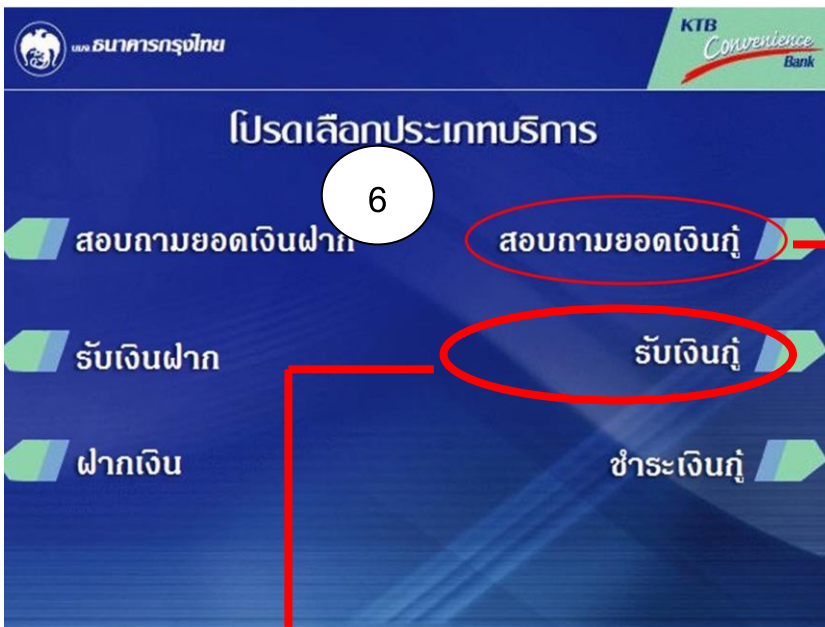 บมจ. ธนาคารกรุงไทย
KTB
Convenience
Bank
โปรดเลือกประเภทบริการ
6
สอบถามยอดเงินฝาก
สอบถามยอดเงินกู้
รับเงินฝาก
รับเงินกู้
ฝากเงิน
ชำระเงินกู้